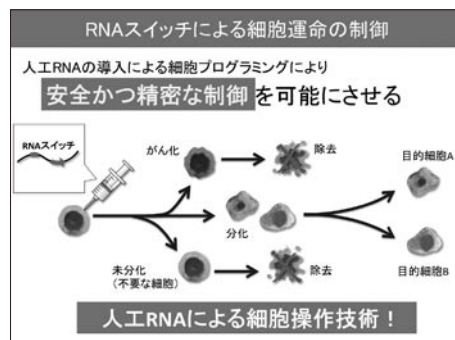 RNAスイッチによる細胞運命の制御
人工RNAの導入による細胞プログラミングにより
安全かつ精密な制御を可能にさせる
RNAスイッチ
がん化
除去
目的細胞A
分化
未分化
(不要な細胞)
除去
目的細胞B
人工RNAによる細胞操作技術！